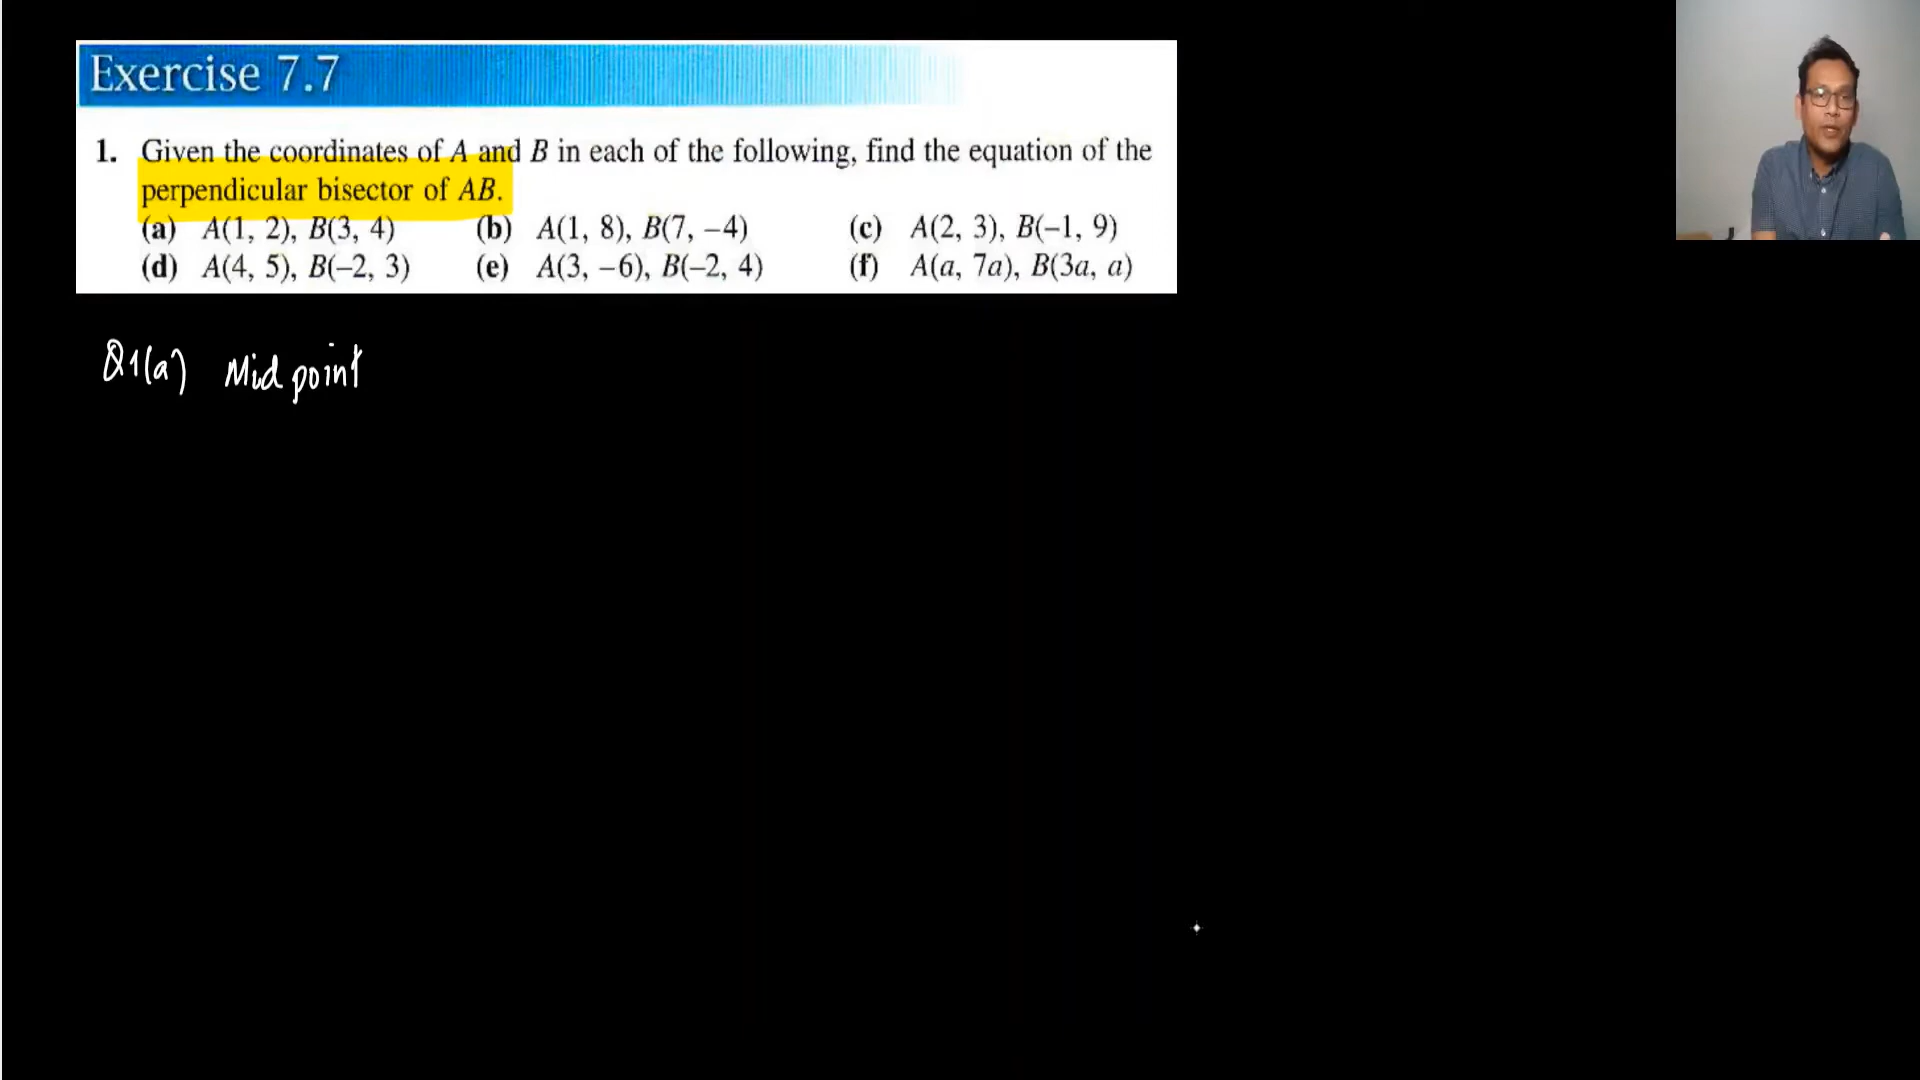 Exercise 7.7
1. Given the coordinates of A and B in each of the following, find the equation of the
perpendicular bisector of AB.
(a) A(1, 2), B(3, 4) (b) A(1, 8), B(7, –4) (c) A(2, 3), B(–1, 9)
(d) A(4, 5), B(–2, 3) (e) A(3, –6), B(–2, 4) (f) A(a, 7a), B(3a, a)
Q1(a) Mid point